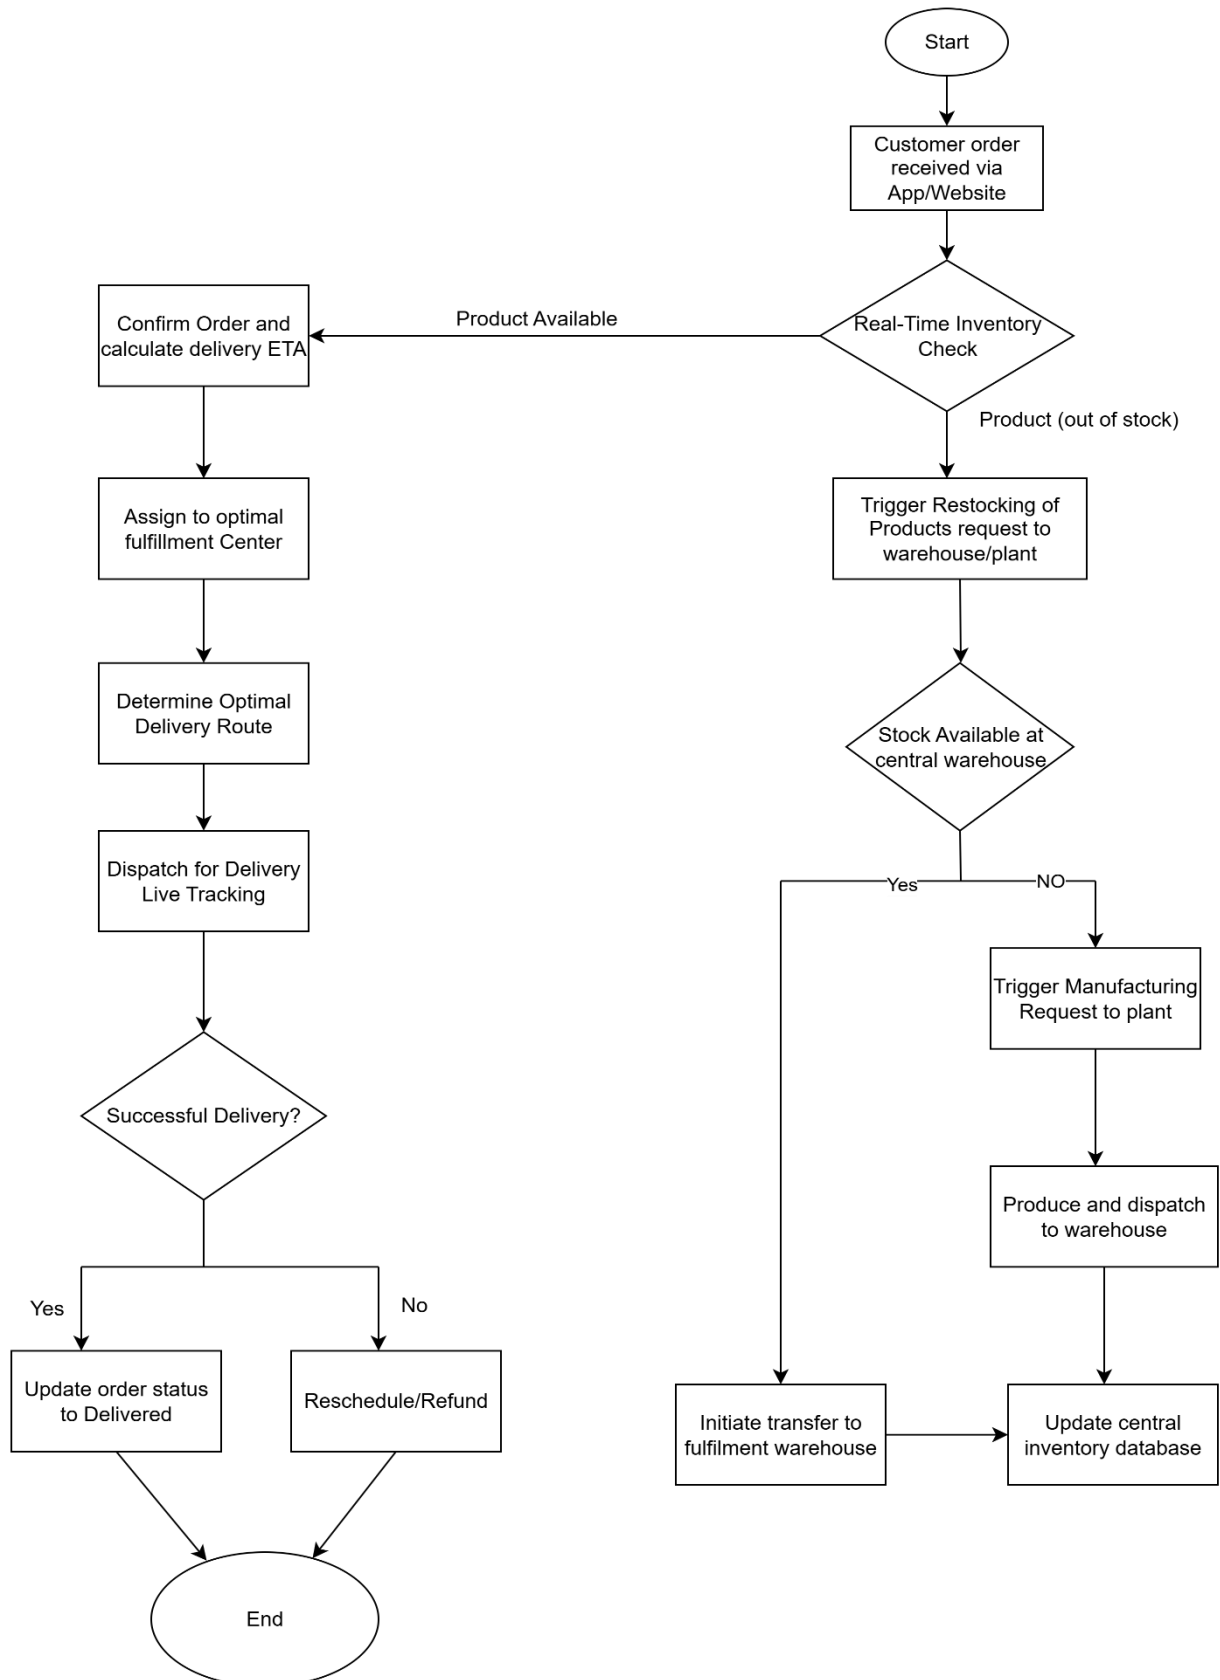 Start
Customer order
received via
App/Website
Real-Time Inventory
Check
Product Available
Confirm Order and
calculate delivery ETA
Product (out of stock)
Assign to optimal
fulfillment Center
Trigger Restocking of
Products request to
warehouse/plant
Determine Optimal
Delivery Route
Stock Available at
central warehouse
Dispatch for Delivery
Live Tracking
Yes
NO
Trigger Manufacturing
Request to plant
Successful Delivery?
Produce and dispatch
to warehouse
Yes
No
Update order status
to Delivered
Reschedule/Refund
Initiate transfer to
fulfilment warehouse
Update central
inventory database
End